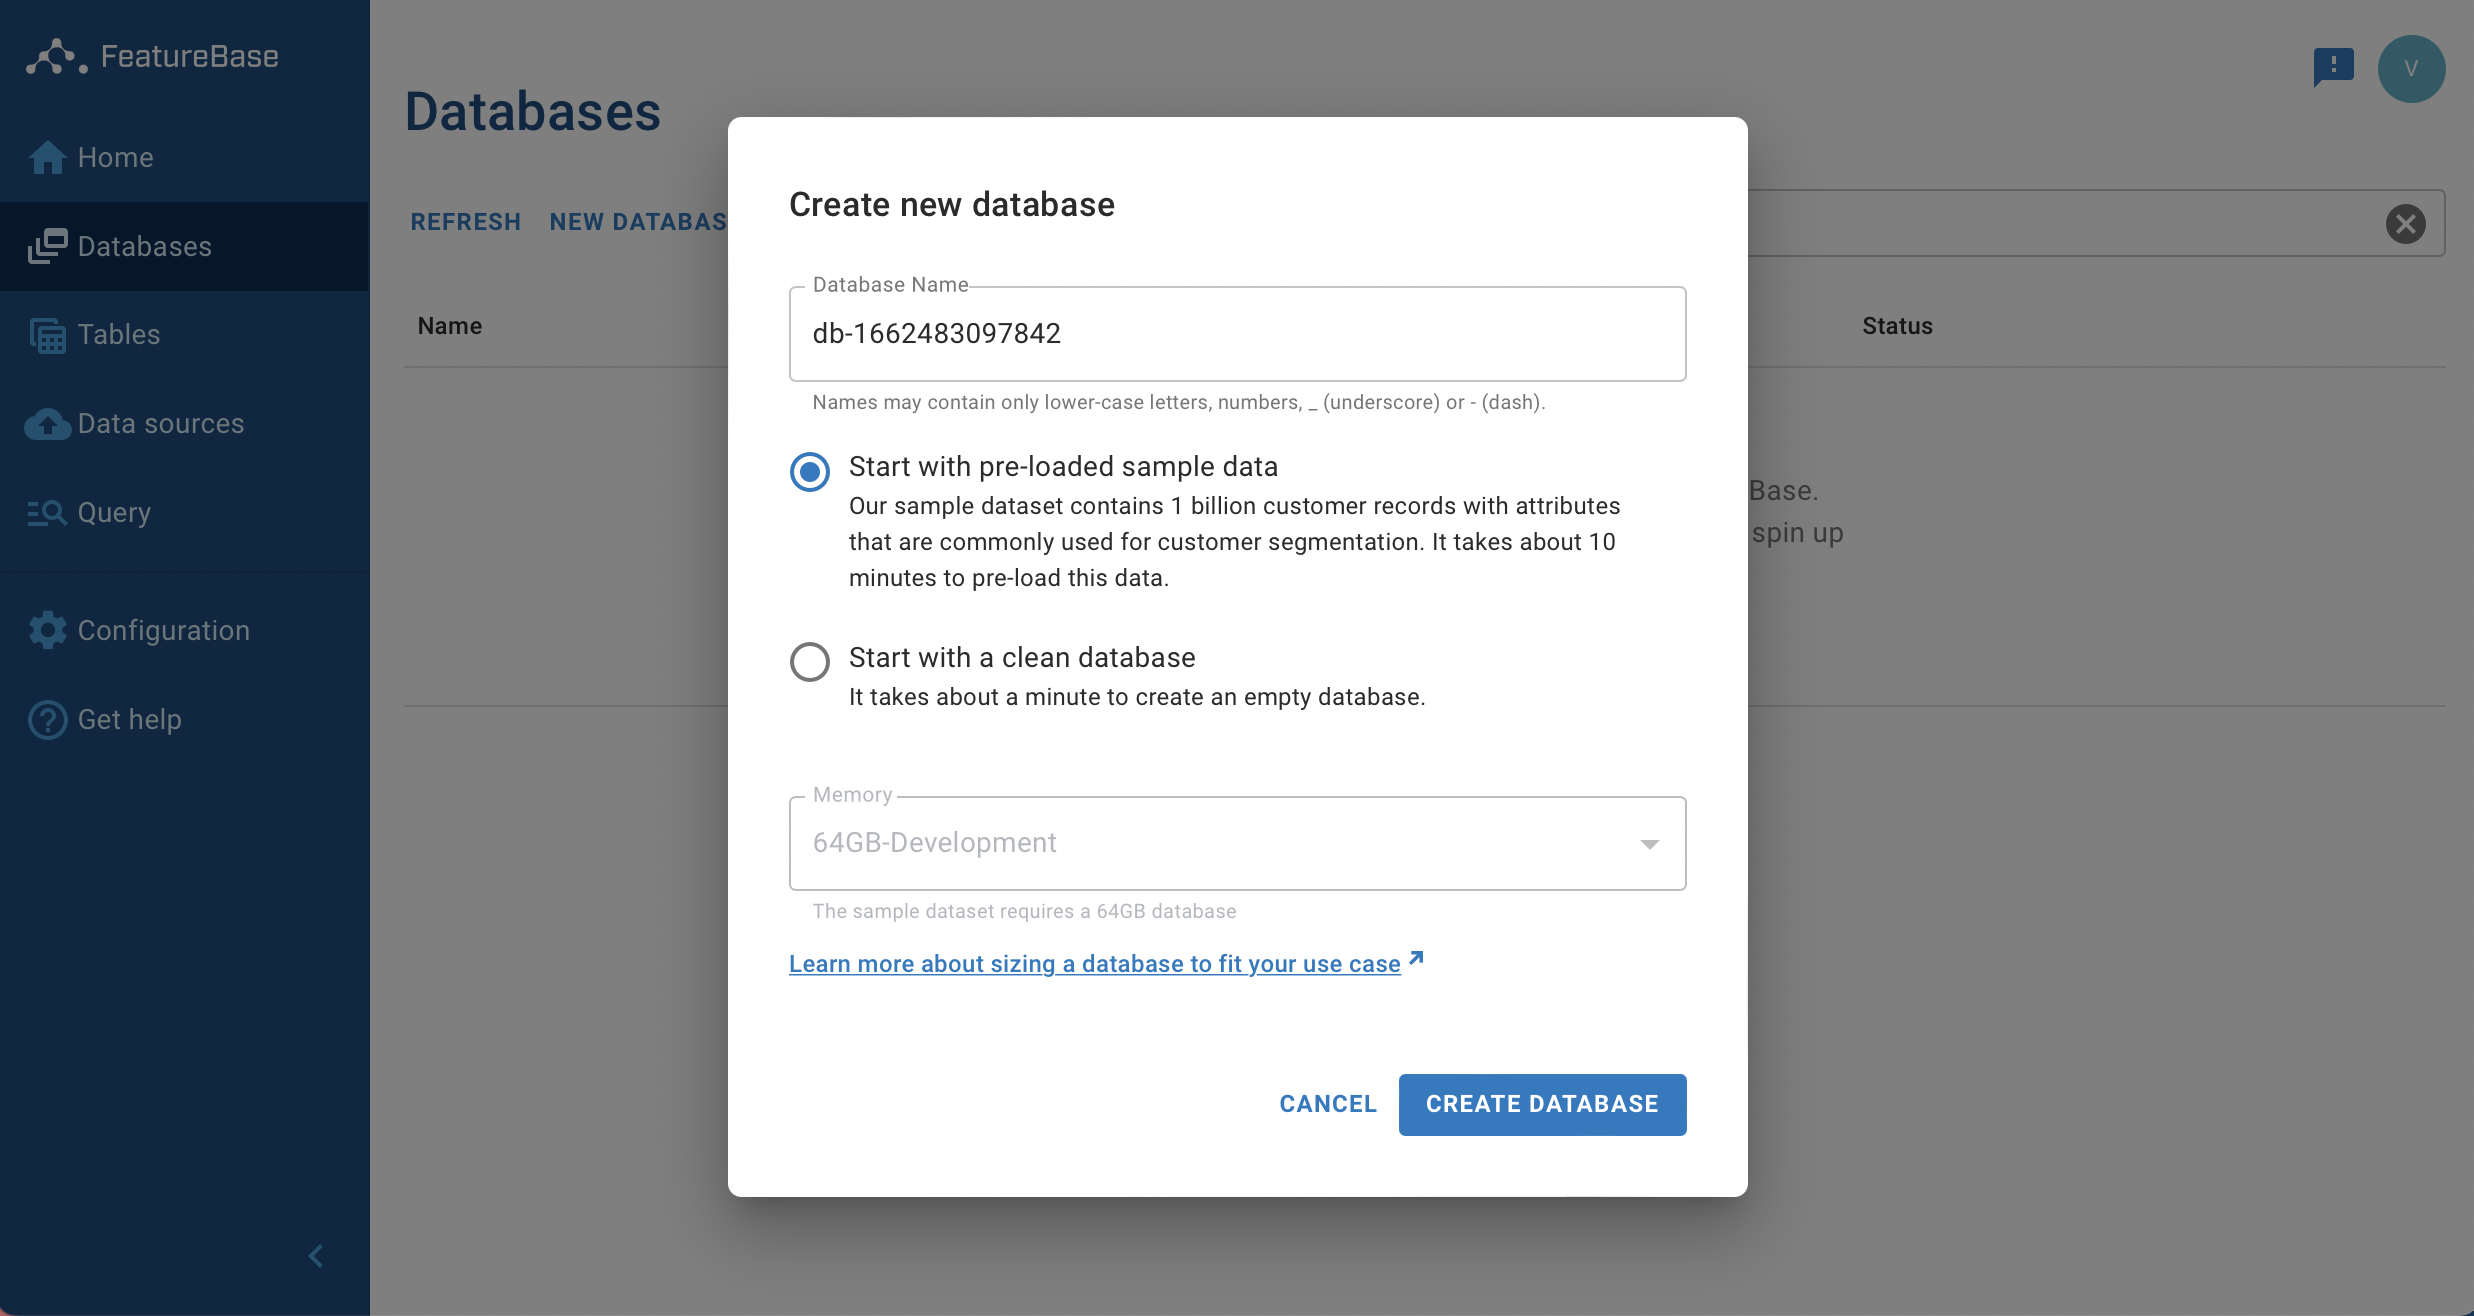 FeatureBase
Home
Databases
Tables
Data sources
Query
Configuration
Get help
Databases
V
REFRESH
NEW DATABAS
Name
Status
Base.
spin up
Create new database
Database Name
db-1662483097842
Names may contain only lower-case letters, numbers, _ (underscore) or - (dash).
Start with pre-loaded sample data
Our sample dataset contains 1 billion customer records with attributes
that are commonly used for customer segmentation. It takes about 10
minutes to pre-load this data.
Start with a clean database
It takes about a minute to create an empty database.
Memory
64GB-Development
The sample dataset requires a 64GB database
Learn more about sizing a database to fit your use case
CANCEL
CREATE DATABASE